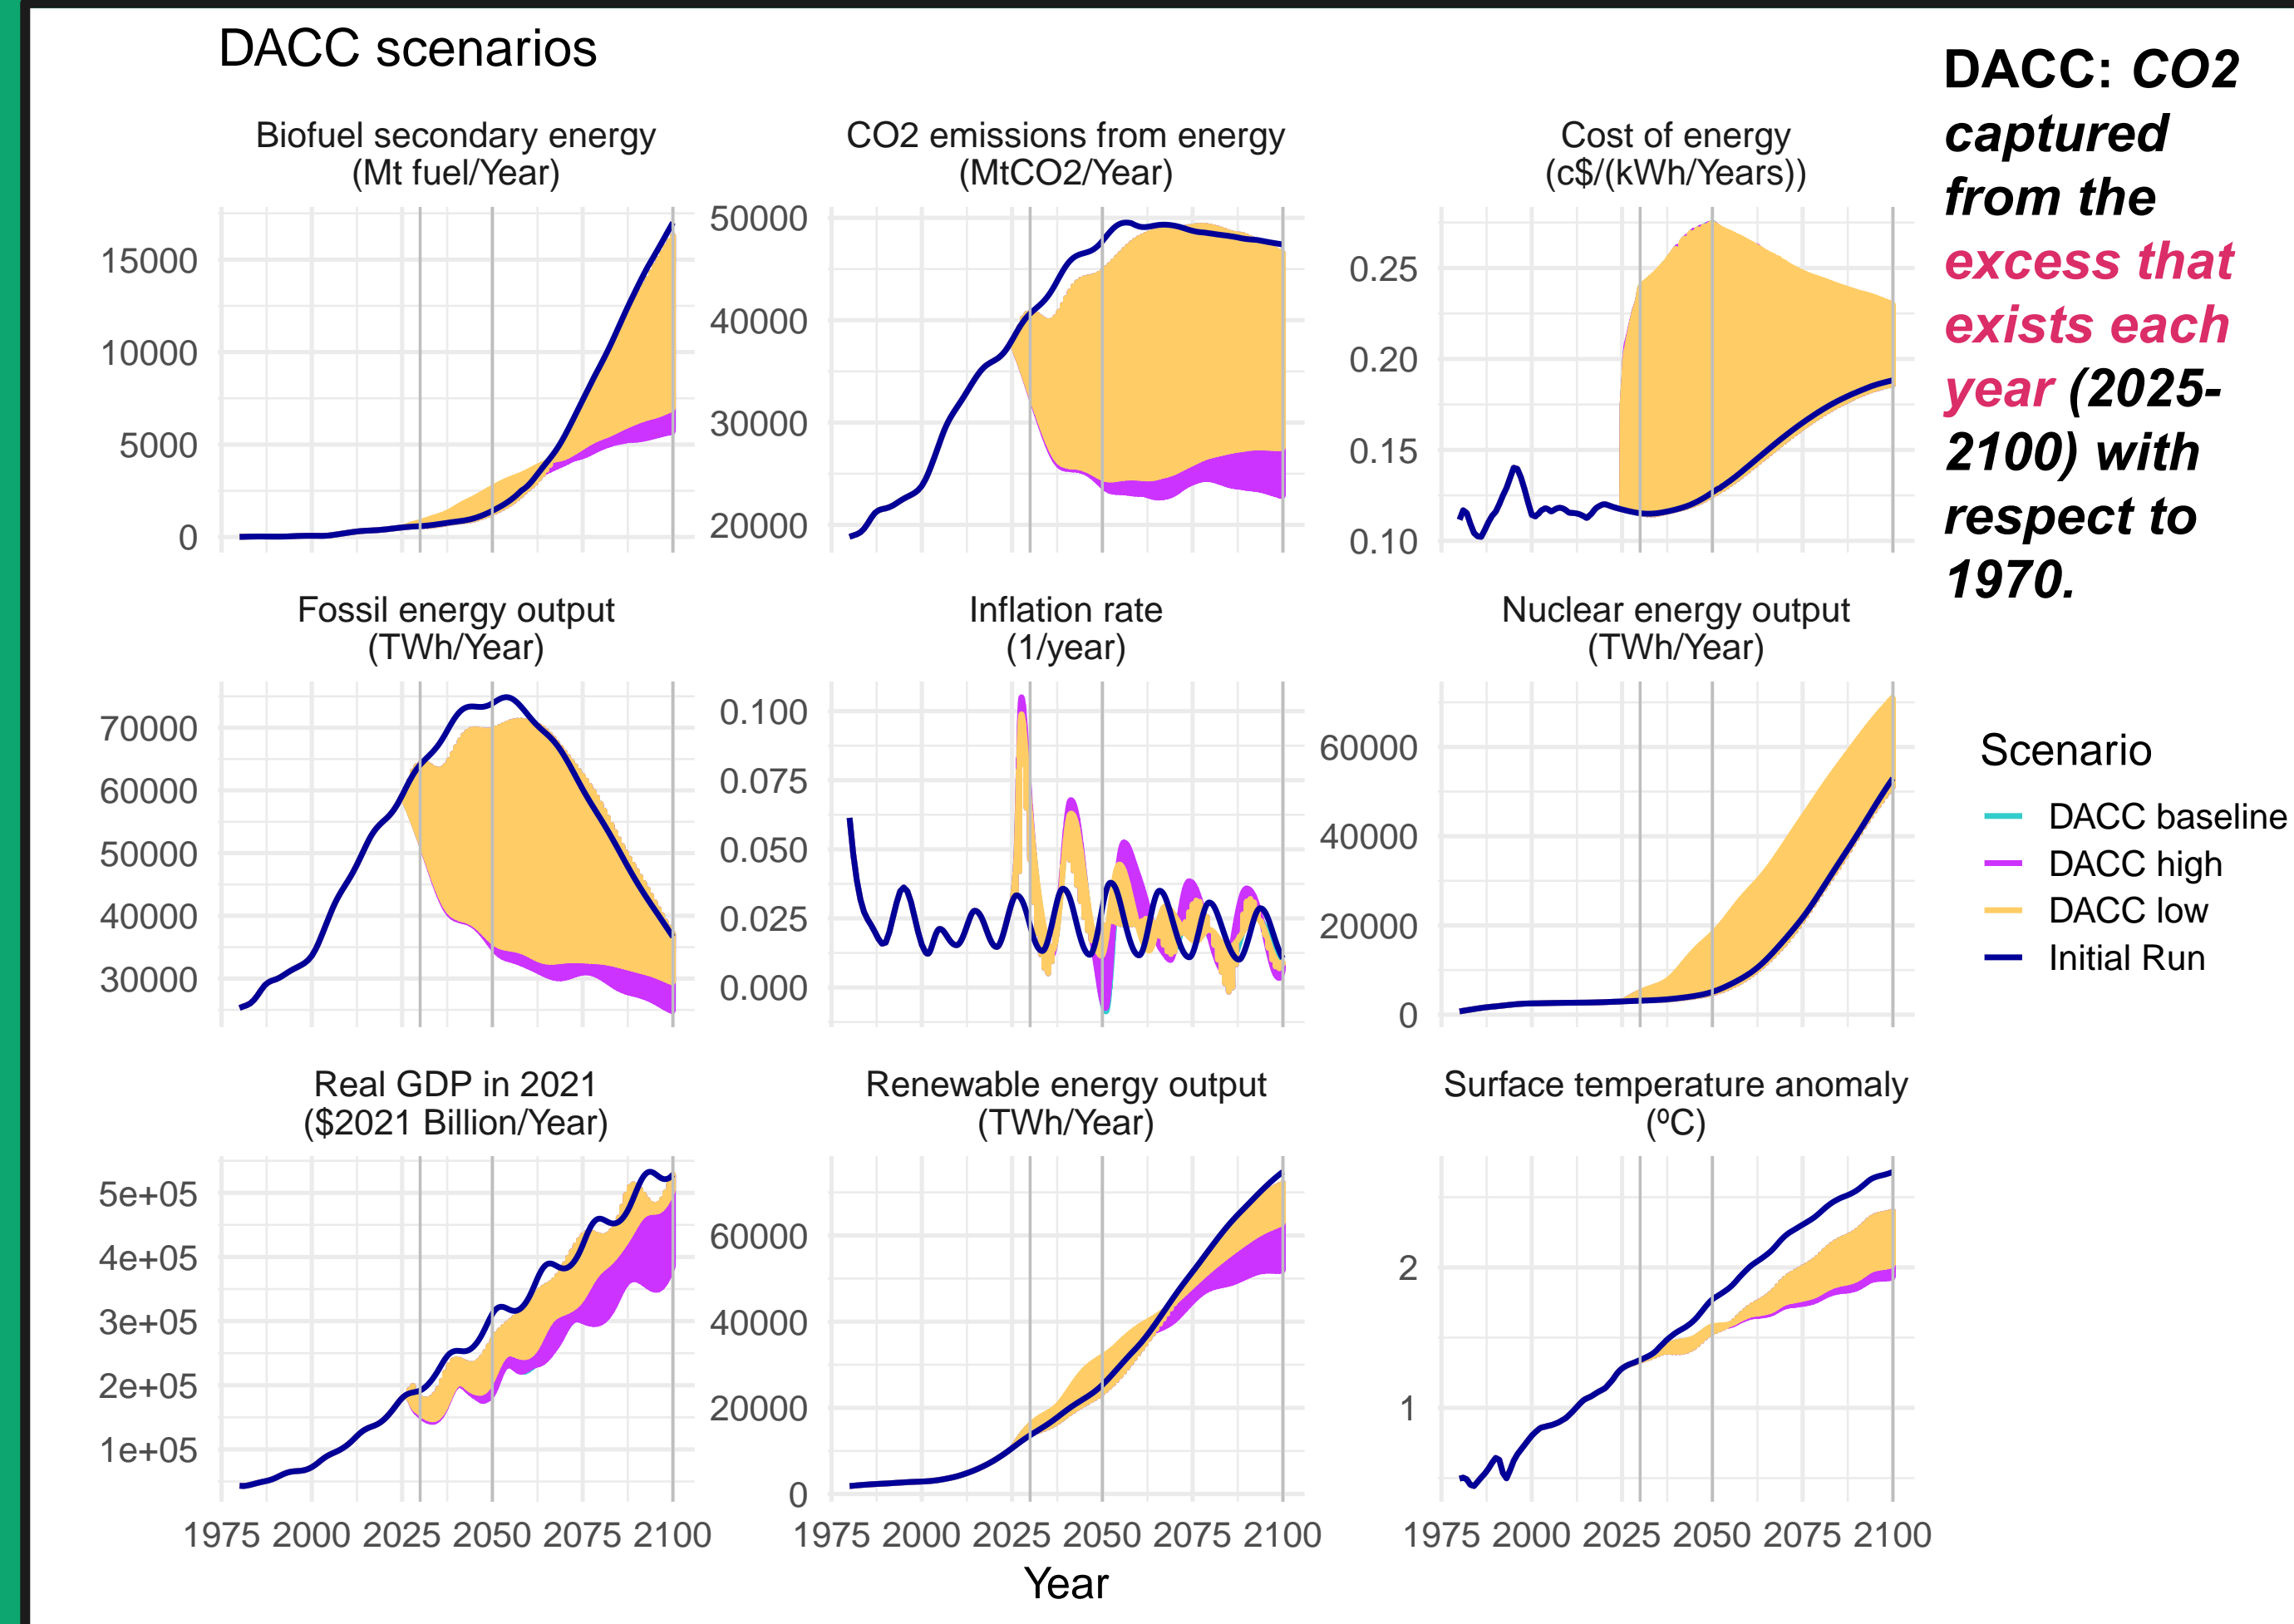 DACC scenarios
DACC: CO2
captured
from the
excess that
exists each
year (2025-
2100) with
respect to
1970.
Biofuel secondary energy
(Mt fuel/Year)
15000
10000
5000
0
CO2 emissions from energy
(MtCO2/Year)
50000
40000
30000
20000
Cost of energy
(c$/(kWh/Years))
0.25
0.20
0.15
0.10
Fossil energy output
(TWh/Year)
70000
60000
50000
40000
30000
Inflation rate
(1/year)
0.100
0.075
0.050
0.025
0.000
Nuclear energy output
(TWh/Year)
60000
40000
20000
0
Scenario
DACC baseline
DACC high
DACC low
Initial Run
Real GDP in 2021
($2021 Billion/Year)
5e+05
4e+05
3e+05
2e+05
1e+05
Renewable energy output
(TWh/Year)
60000
40000
20000
0
Surface temperature anomaly
(ºC)
2
1
1975 2000 2025 2050 2075 2100
1975 2000 2025 2050 2075 2100
1975 2000 2025 2050 2075 2100
Year